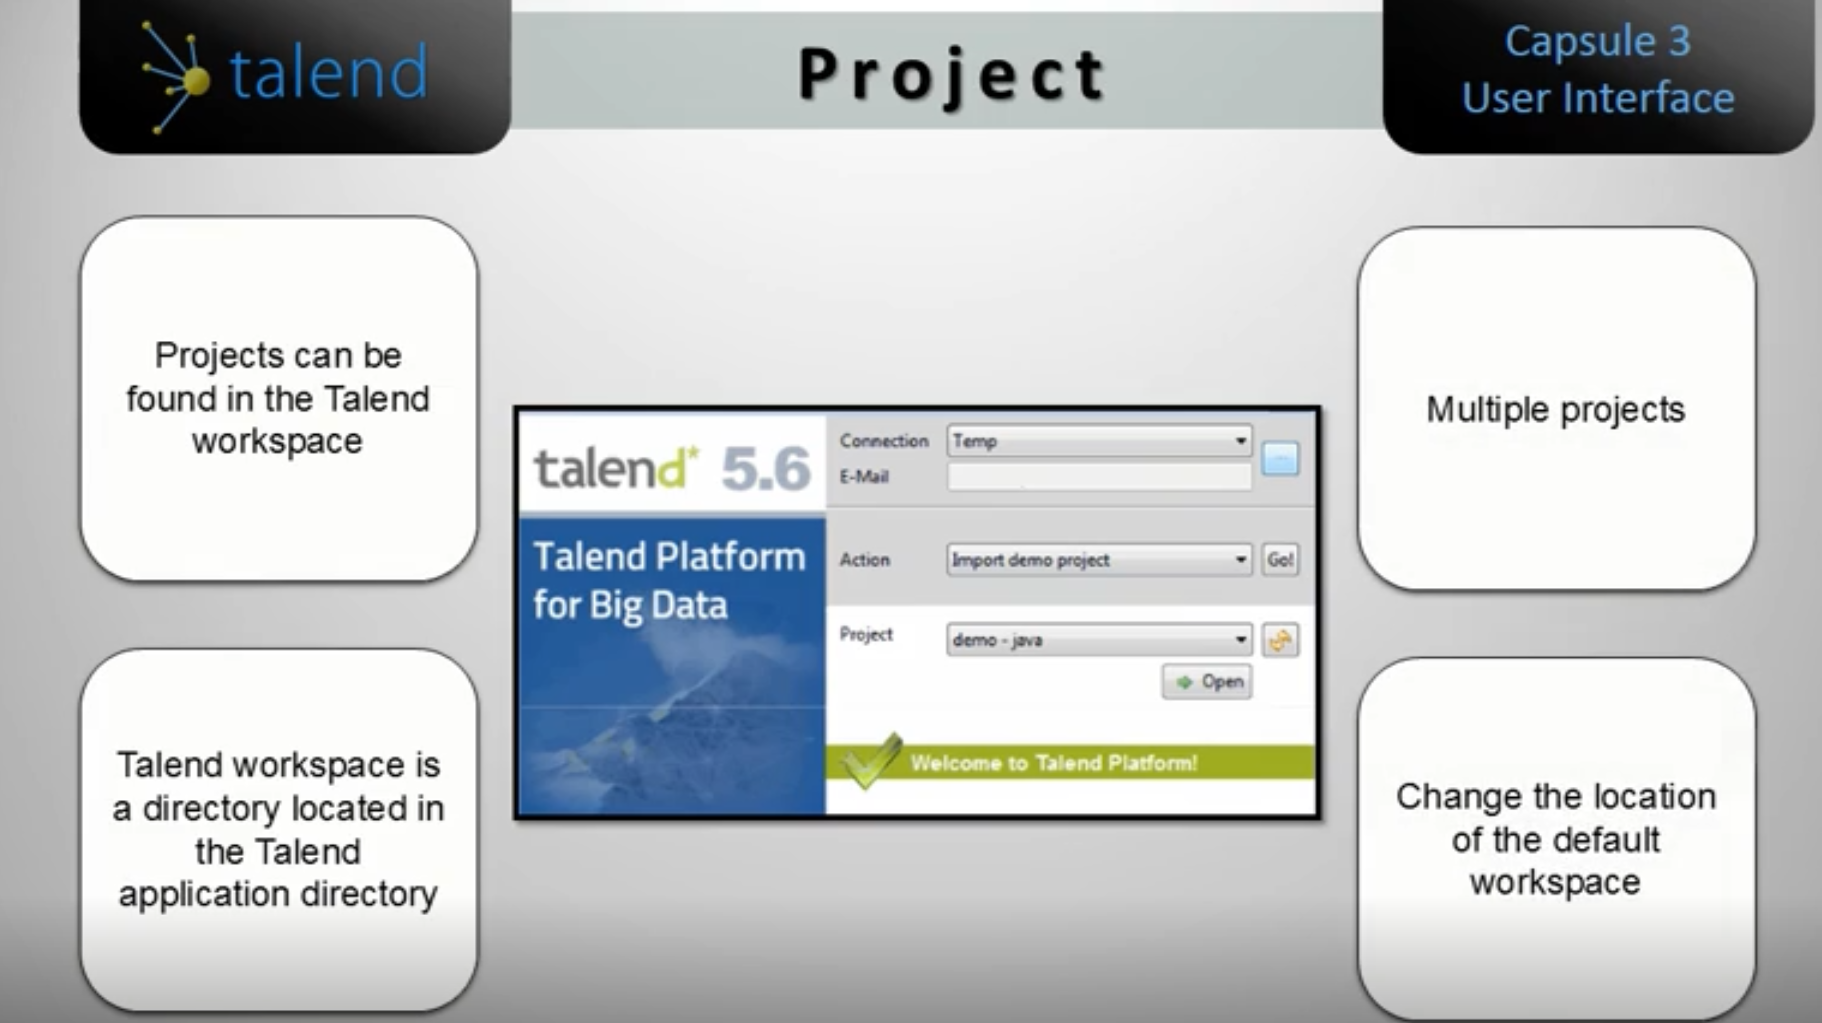 talend
Project
Capsule 3
User Interface
Projects can be
found in the Talend
workspace
Talend workspace is
a directory located in
the Talend
application directory
talend* 5.6
Talend Platform
for Big Data
Connection Temp
E-Mail
Action Import demo project Go!
Project demo - java
Open
Welcome to Talend Platform!
Multiple projects
Change the location
of the default
workspace